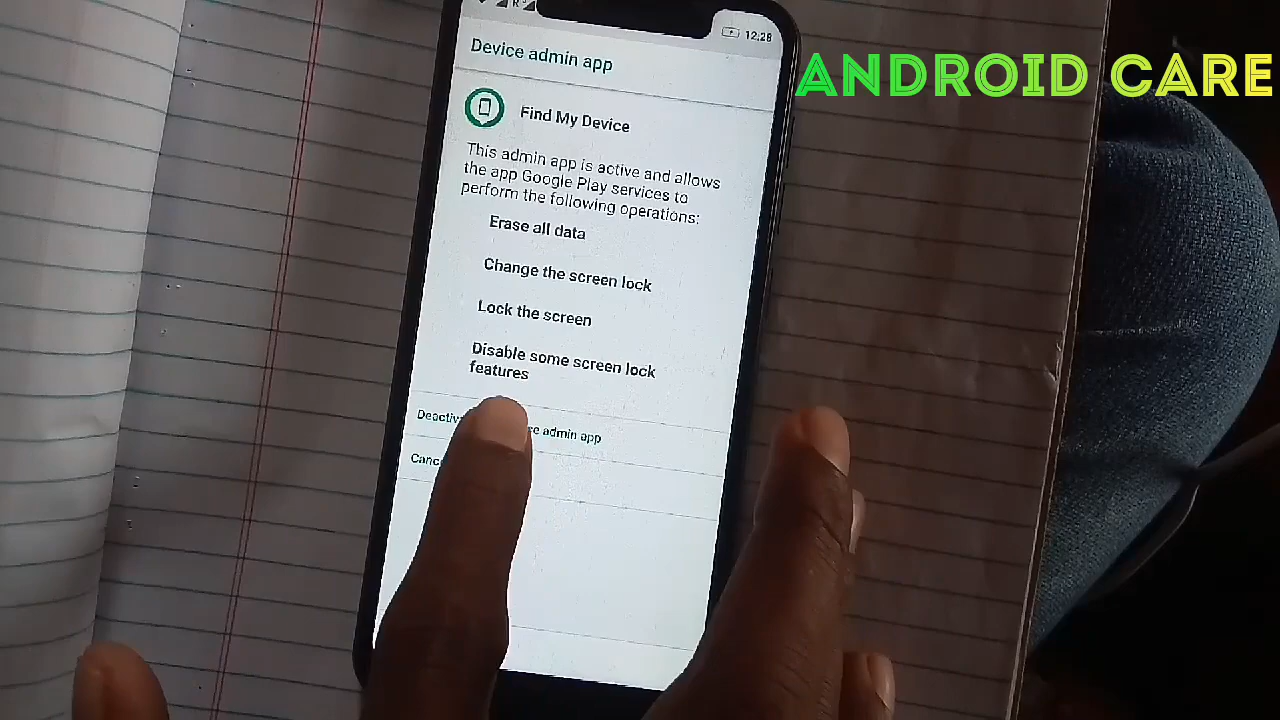 R
12:28
ANDROID CARE
Device admin app
Find My Device
This admin app is active and allows
the app Google Play services to
perform the following operations:
Erase all data
Change the screen lock
Lock the screen
Disable some screen lock
features
admin app